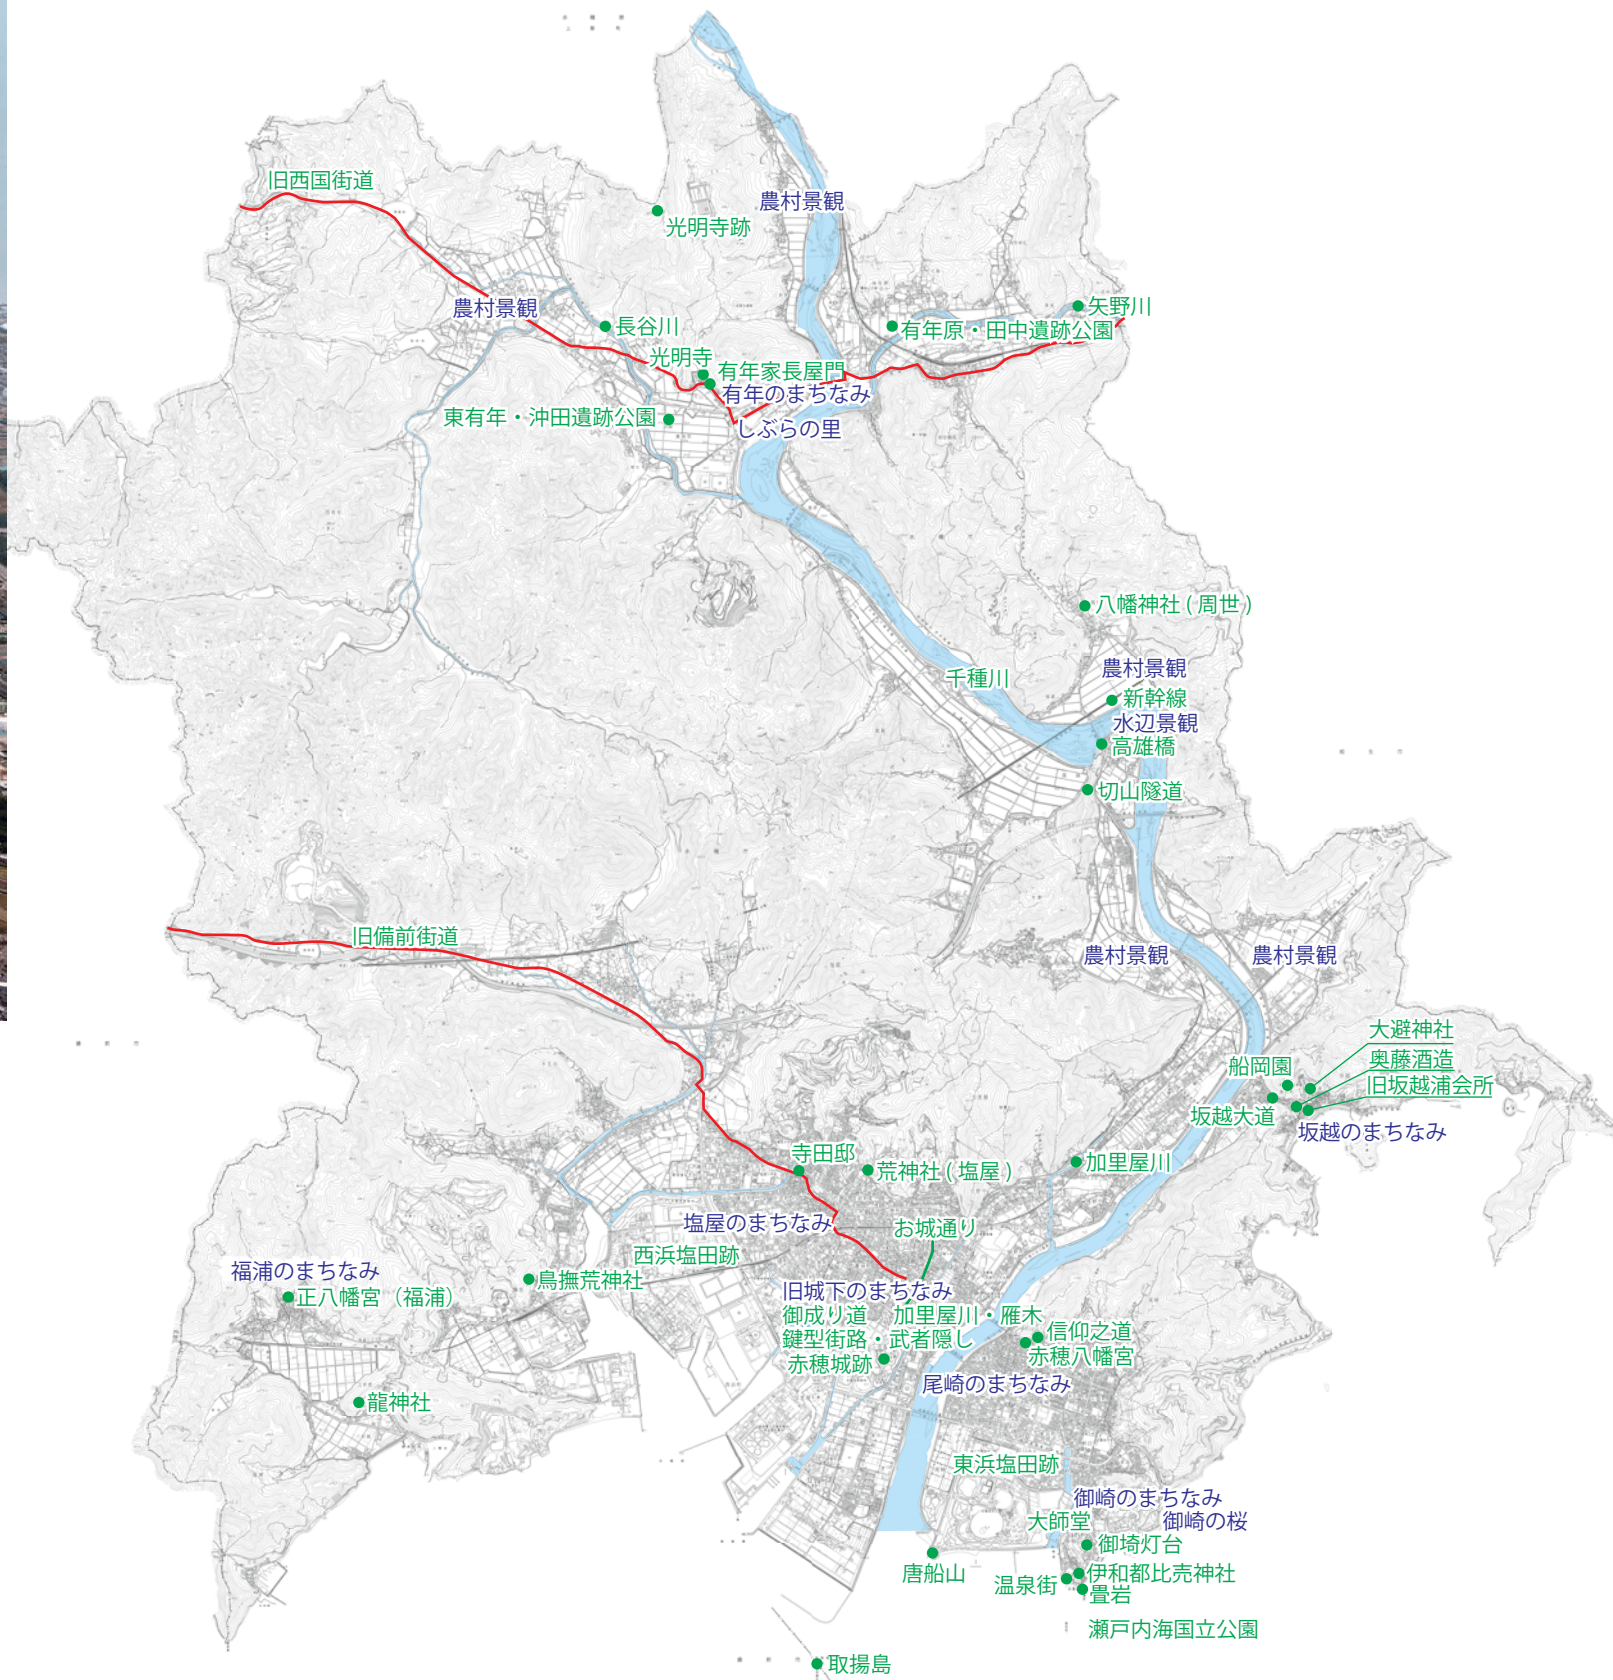 旧西国街道
農村景観
光明寺跡
矢野川
農村景観
長谷川
有年原・田中遺跡公園
光明寺
有年家長屋門
有年のまちなみ
東有年・沖田遺跡公園
しぶらの里
八幡神社 ( 周世 )
農村景観
千種川
新幹線
水辺景観
高雄橋
切山隧道
旧備前街道
農村景観
農村景観
大避神社
奥藤酒造
船岡園
旧坂越浦会所
坂越大道
坂越のまちなみ
寺田邸
荒神社 ( 塩屋 )
加里屋川
塩屋のまちなみ
お城通り
西浜塩田跡
福浦のまちなみ
鳥撫荒神社
正八幡宮（福浦）
旧城下のまちなみ
御成り道
加里屋川・雁木
鍵型街路・武者隠し
信仰之道
赤穂城跡
赤穂八幡宮
尾崎のまちなみ
龍神社
東浜塩田跡
御崎のまちなみ
大師堂
御崎の桜
御埼灯台
唐船山
温泉街
伊和都比売神社
畳岩
瀬戸内海国立公園
取揚島